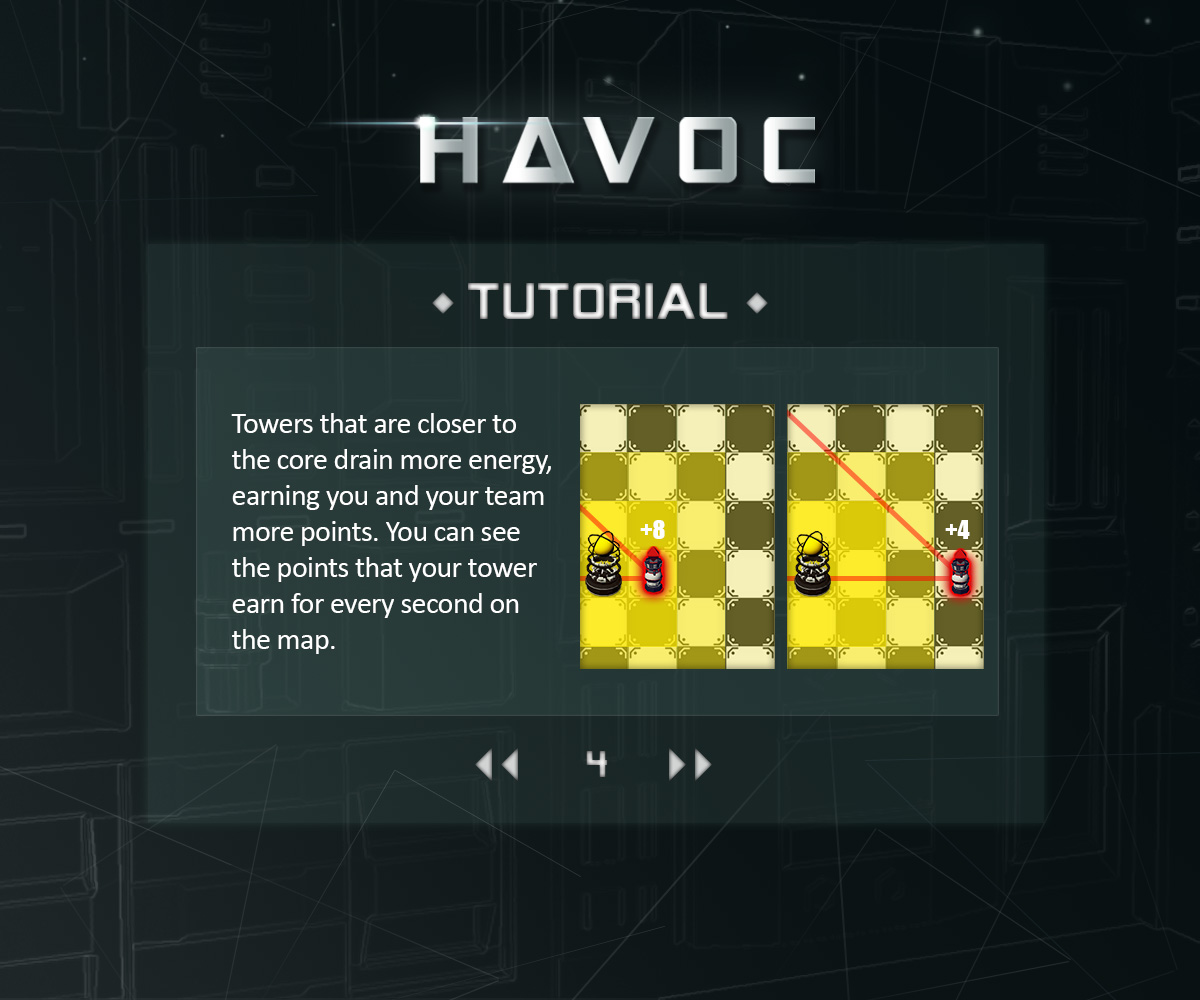 HAVOC
TUTORIAL
Towers that are closer to
the core drain more energy,
earning you and your team
more points. You can see
the points that your tower
earn for every second on
the map.
+8
+4
4